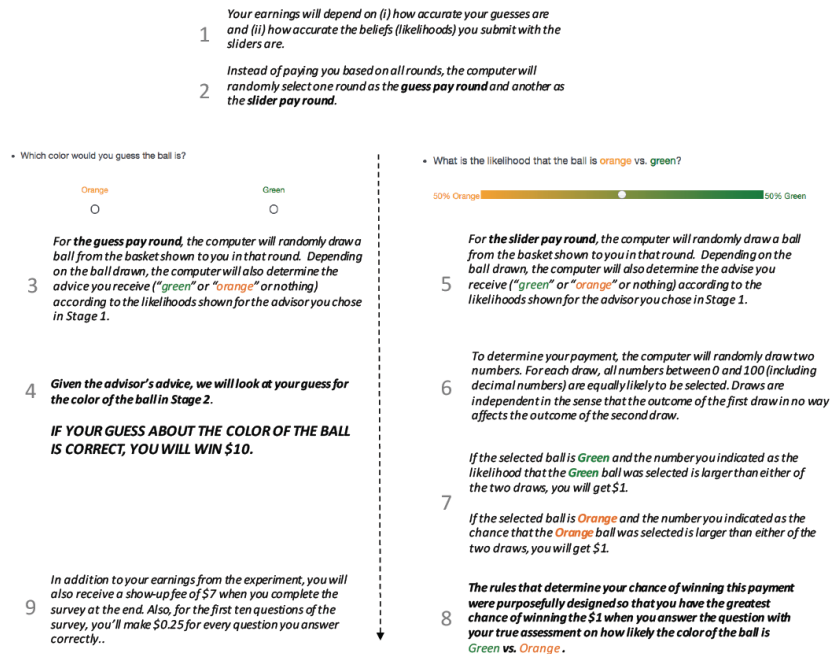 1
Your earnings will depend on (i) how accurate your guesses are
and (ii) how accurate the beliefs (likelihoods) you submit with the
sliders are.
2
Instead of paying you based on all rounds, the computer will
randomly select one round as the guess pay round and another as
the slider pay round.
• Which color would you guess the ball is?
Orange
Green
3
For the guess pay round, the computer will randomly draw a
ball from the basket shown to you in that round. Depending
on the ball drawn, the computer will also determine the
advice you receive ("green" or "orange" or nothing)
according to the likelihoods shown for the advisor you chose
in Stage 1.
4
Given the advisor's advice, we will look at your guess for
the color of the ball in Stage 2.
IF YOUR GUESS ABOUT THE COLOR OF THE BALL
IS CORRECT, YOU WILL WIN $10.
9
In addition to your earnings from the experiment, you will
also receive a show-up fee of $7 when you complete the
survey at the end. Also, for the first ten questions of the
survey, you'll make $0.25 for every question you answer
correctly..
• What is the likelihood that the ball is orange vs. green?
50% Orange
50% Green
5
For the slider pay round, the computer will randomly draw a ball
from the basket shown to you in that round. Depending on the
ball drawn, the computer will also determine the advise you
receive ("green" or "orange" or nothing) according to the
likelihoods shown for the advisor you chose in Stage 1.
6
To determine your payment, the computer will randomly draw two
numbers. For each draw, all numbers between 0 and 100 (including
decimal numbers) are equally likely to be selected. Draws are
independent in the sense that the outcome of the first draw in no way
affects the outcome of the second draw.
7
If the selected ball is Green and the number you indicated as the
likelihood that the Green ball was selected is larger than either of
the two draws, you will get $1.
If the selected ball is Orange and the number you indicated as the
chance that the Orange ball was selected is larger than either of the
two draws, you will get $1.
8
The rules that determine your chance of winning this payment
were purposefully designed so that you have the greatest
chance of winning the $1 when you answer the question with
your true assessment on how likely the color of the ball is
Green vs. Orange .